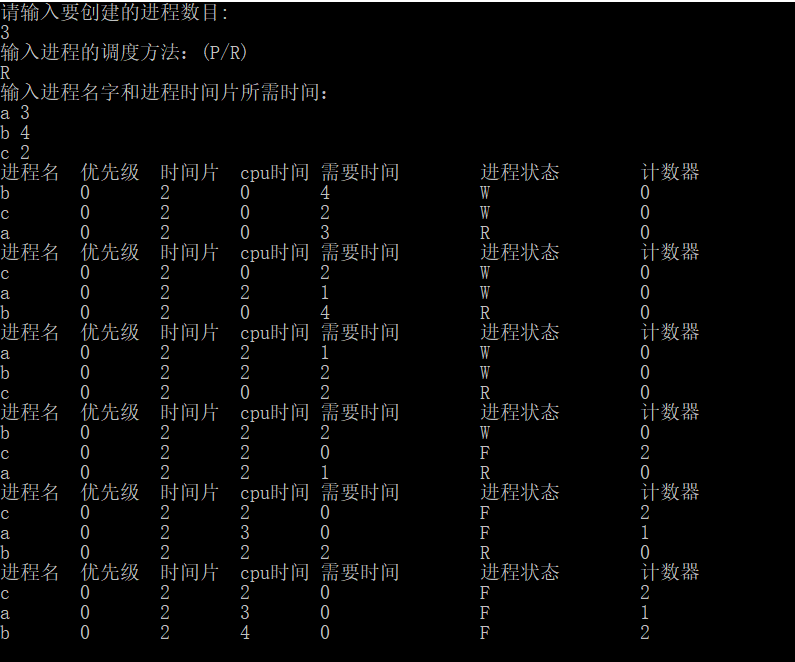 请输入要创建的进程数目:
3
输入进程的调度方法：(P/R)
R
输入进程名字和进程时间片所需时间：
a 3
b 4
c 2
进程名 优先级 时间片 cpu时间 需要时间 进程状态 计数器
b 0 2 0 4 W 0
c 0 2 0 2 W 0
a 0 2 0 3 R 0
进程名 优先级 时间片 cpu时间 需要时间 进程状态 计数器
c 0 2 0 2 W 0
a 0 2 2 1 W 0
b 0 2 0 4 R 0
进程名 优先级 时间片 cpu时间 需要时间 进程状态 计数器
a 0 2 2 1 W 0
b 0 2 2 2 W 0
c 0 2 0 2 R 0
进程名 优先级 时间片 cpu时间 需要时间 进程状态 计数器
b 0 2 2 2 W 0
c 0 2 2 0 F 2
a 0 2 2 1 R 0
进程名 优先级 时间片 cpu时间 需要时间 进程状态 计数器
c 0 2 2 0 F 2
a 0 2 3 0 F 1
b 0 2 2 2 R 0
进程名 优先级 时间片 cpu时间 需要时间 进程状态 计数器
c 0 2 2 0 F 2
a 0 2 3 0 F 1
b 0 2 4 0 F 2